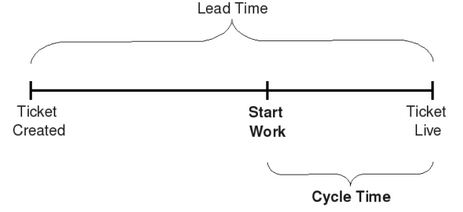 Lead Time
Ticket
Created
Start
Work
Ticket
Live
Cycle Time